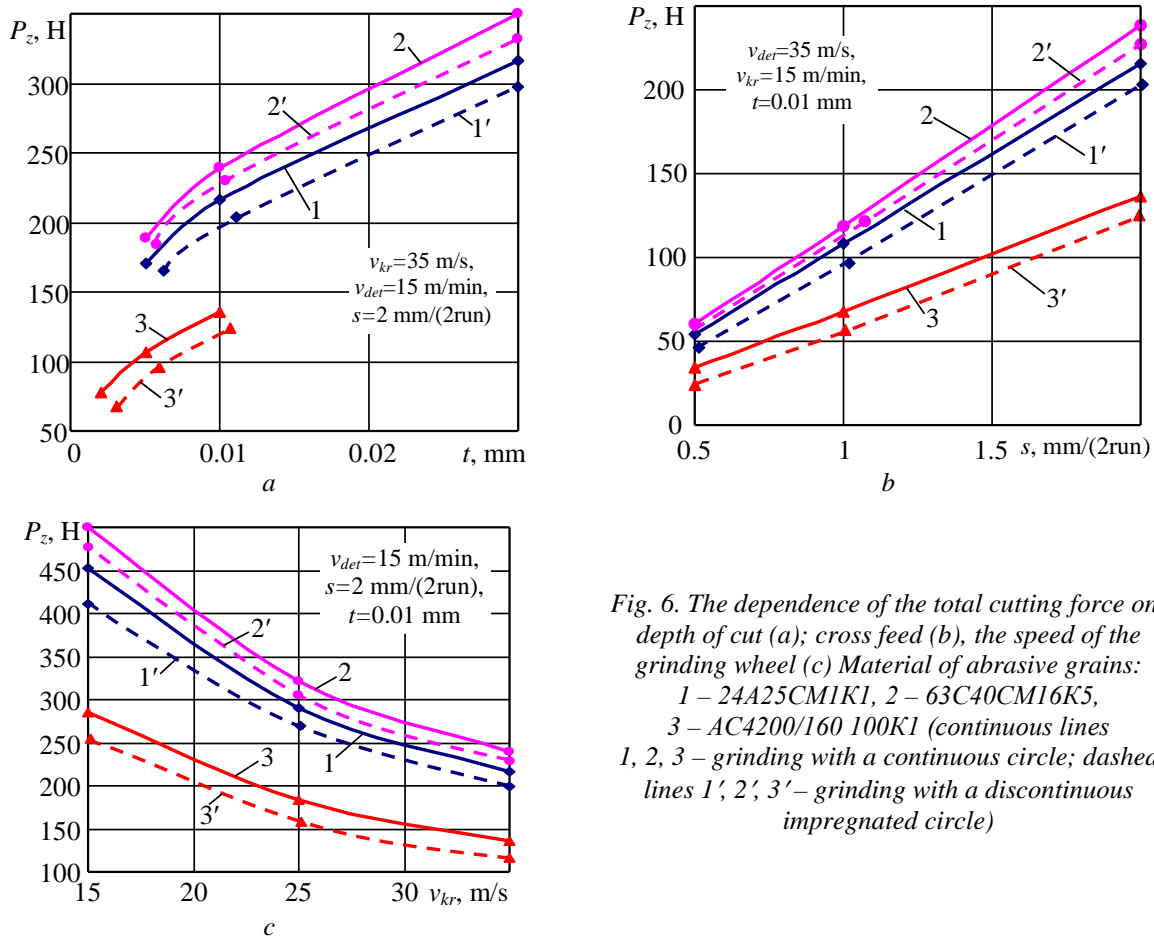 P_z, H
300
250
200
150
100
50
0
0.01
0.02
t, mm
2
2′
1′
1
3
3′
v_kr=35 m/s,
v_det=15 m/min,
s=2 mm/(2run)
a
P_z, H
200
150
100
50
0
0.5
1
1.5
s, mm/(2run)
v_det=35 m/s,
v_kr=15 m/min,
t=0.01 mm
2′
2
1′
1
3
3′
b
P_z, H
450
400
350
300
250
200
150
100
15
20
25
30
v_kr, m/s
v_det=15 m/min,
s=2 mm/(2run),
t=0.01 mm
2′
2
1′
1
3
3′
c
Fig. 6. The dependence of the total cutting force on
depth of cut (a); cross feed (b), the speed of the
grinding wheel (c) Material of abrasive grains:
1 – 24A25CM1K1, 2 – 63C40CM16K5,
3 – AC4200/160 100K1 (continuous lines
1, 2, 3 – grinding with a continuous circle; dashed
lines 1′, 2′, 3′ – grinding with a discontinuous
impregnated circle)